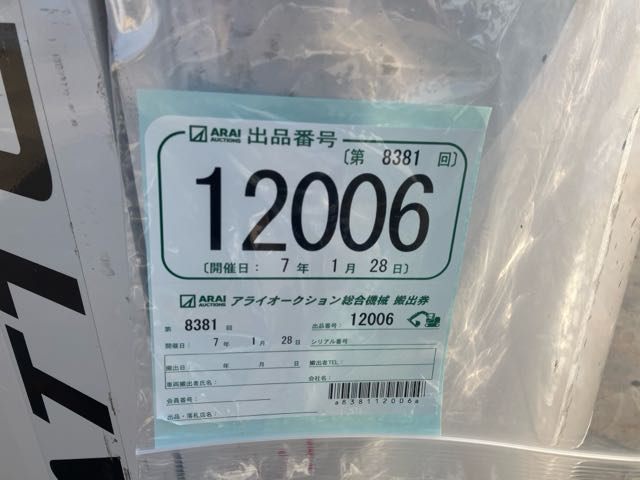 ARAI AUCTIONS 出品番号
〔第 8381 回〕
12006
〔開催日： 7 年 1 月 28 日〕
ARAI AUCTIONS アライオークション総合機械 搬出券
第 8381 回 出品番号： 12006
開催日： 7 年 1 月 28 日 シリアル番号：
搬出日 年 月 日 搬出者TEL：
車両搬出者氏名： 会社名：
会員番号：
a838112006a
出品・落札店名：